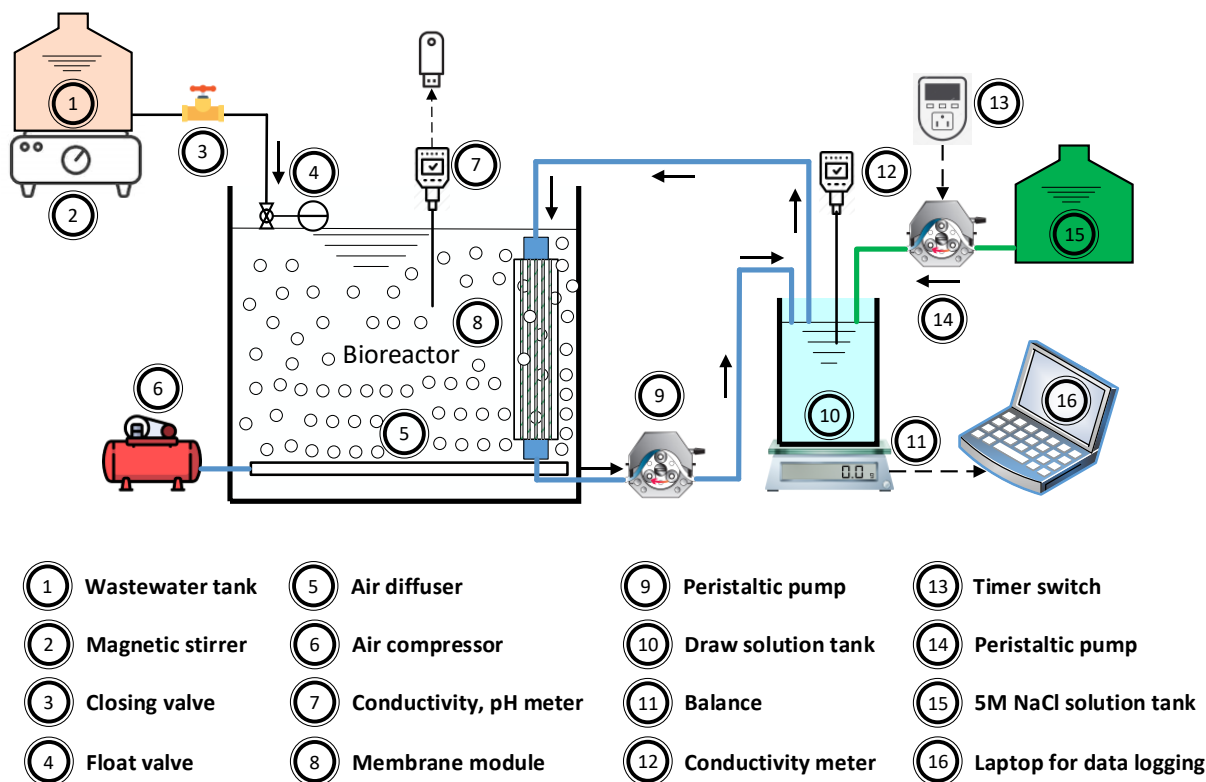 1
2
3
4
5
6
7
8
9
10
11
12
13
14
15
16
Bioreactor
0.0 g
1 Wastewater tank
2 Magnetic stirrer
3 Closing valve
4 Float valve
5 Air diffuser
6 Air compressor
7 Conductivity, pH meter
8 Membrane module
9 Peristaltic pump
10 Draw solution tank
11 Balance
12 Conductivity meter
13 Timer switch
14 Peristaltic pump
15 5M NaCl solution tank
16 Laptop for data logging